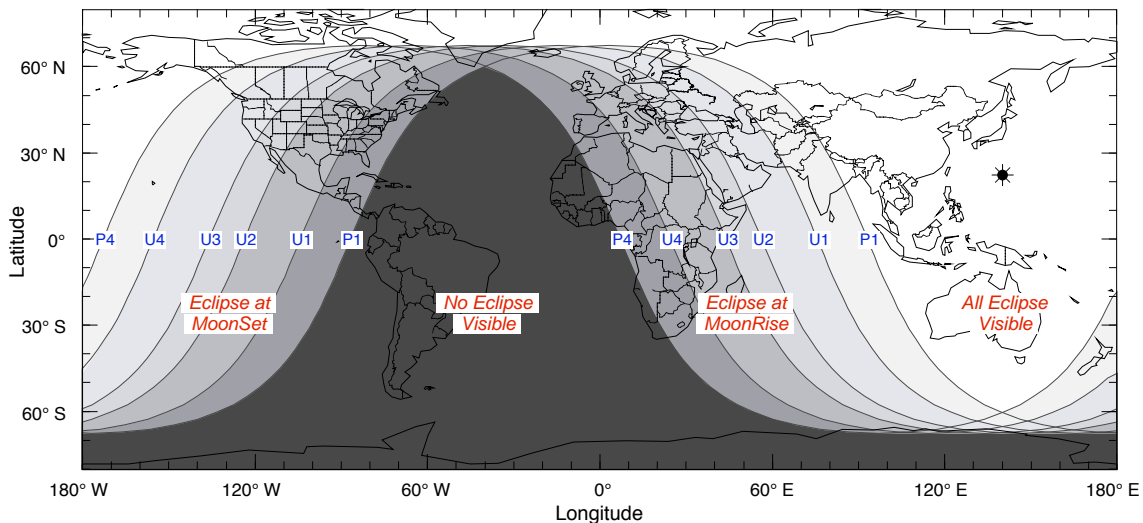 60° N
30° N
0°
30° S
60° S
Latitude
P4 U4 U3 U2 U1 P1 P4 U4 U3 U2 U1 P1
Eclipse at
MoonSet
No Eclipse
Visible
Eclipse at
MoonRise
All Eclipse
Visible
180° W 120° W 60° W 0° 60° E 120° E 180° E
Longitude